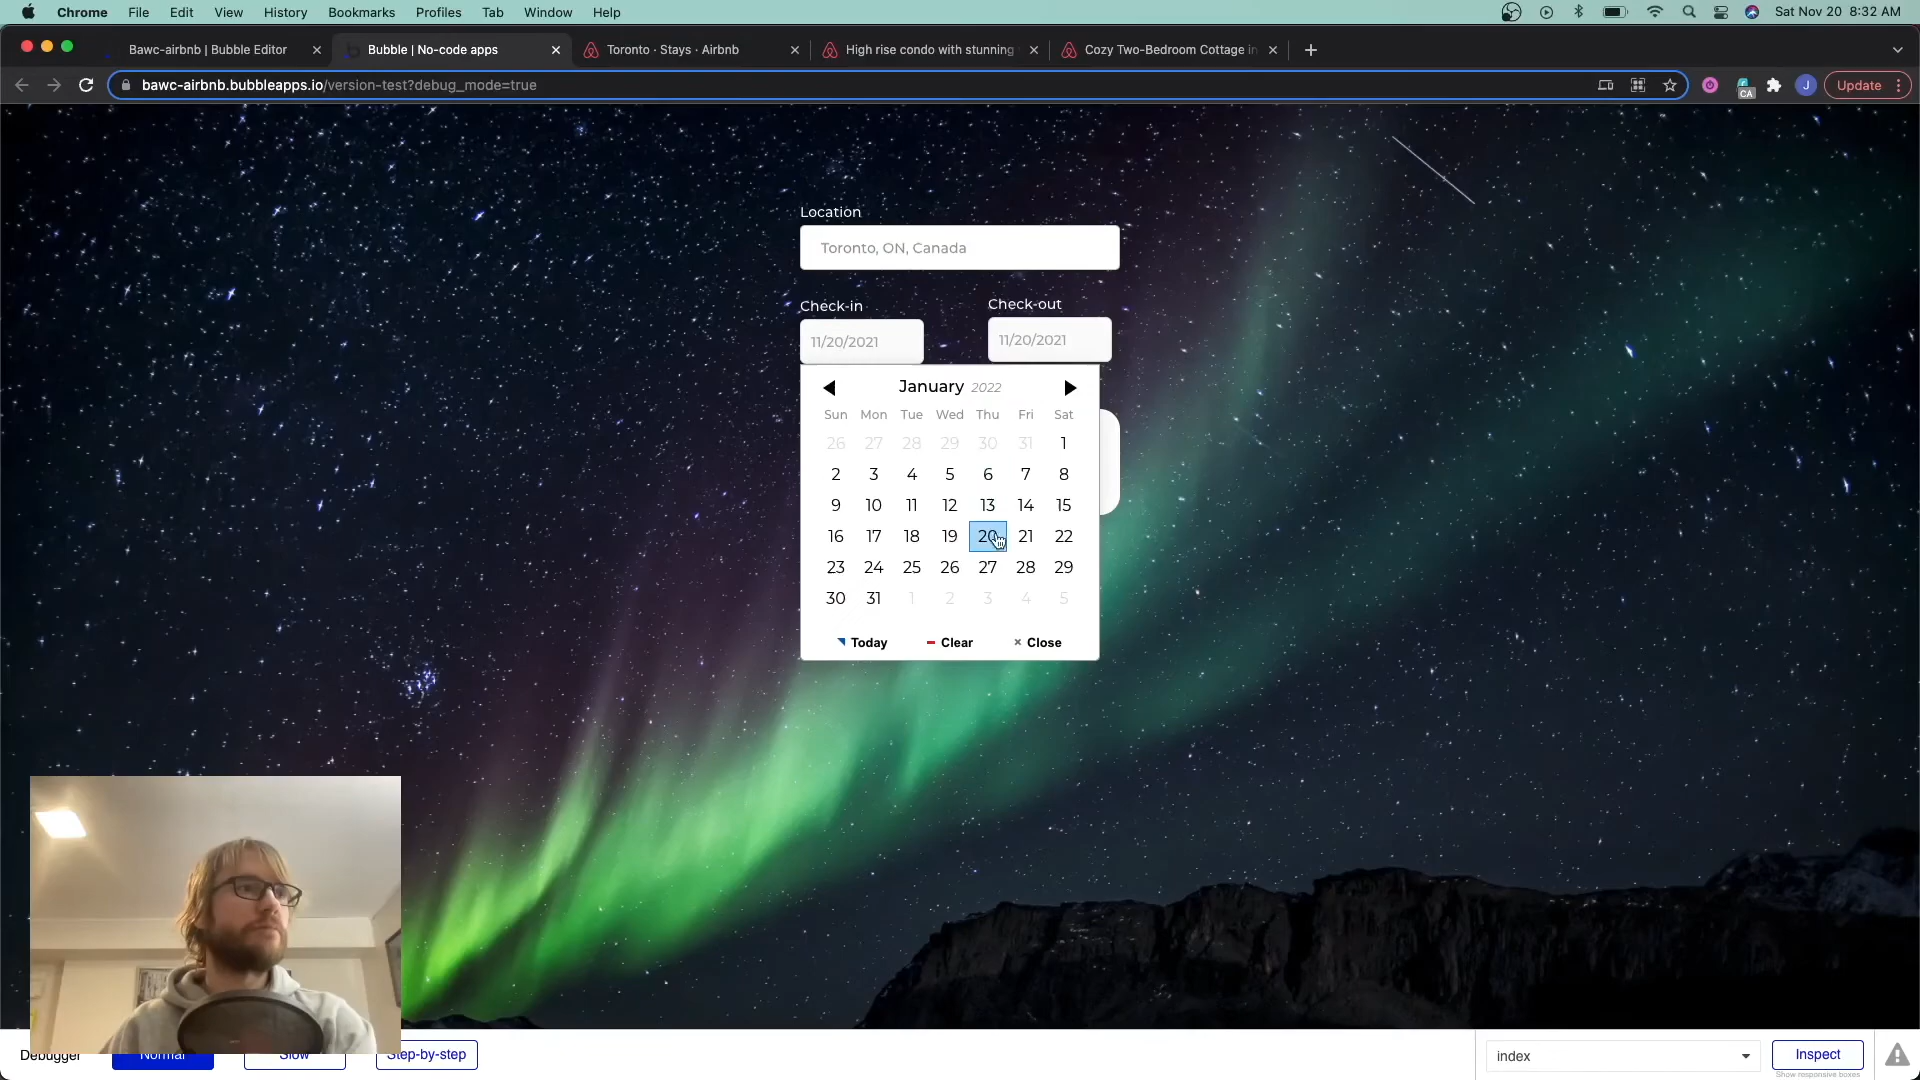 Chrome File Edit View History Bookmarks Profiles Tab Window Help Sat Nov 20 8:32 AM
Bawc-airbnb | Bubble Editor Bubble | No-code apps Toronto · Stays · Airbnb High rise condo with stunning Cozy Two-Bedroom Cottage in
bawc-airbnb.bubbleapps.io/version-test?debug_mode=true CA J Update
Location
Toronto, ON, Canada
Check-in Check-out
11/20/2021 11/20/2021
January 2022
Sun Mon Tue Wed Thu Fri Sat
26 27 28 29 30 31 1
2 3 4 5 6 7 8
9 10 11 12 13 14 15
16 17 18 19 20 21 22
23 24 25 26 27 28 29
30 31 1 2 3 4 5
Today Clear Close
Debugger Normal Slow Step-by-step index Inspect
Show responsive boxes